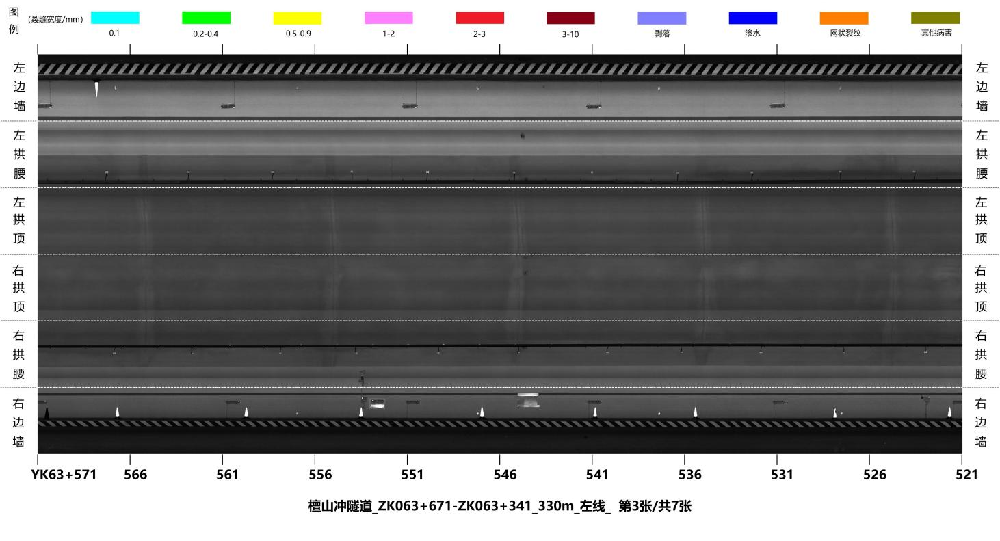 图例
(裂缝宽度/mm)
0.1
0.2-0.4
0.5-0.9
1-2
2-3
3-10
剥落
渗水
网状裂纹
其他病害
左边墙
左边墙
左拱腰
左拱腰
左拱顶
左拱顶
右拱顶
右拱顶
右拱腰
右拱腰
右边墙
右边墙
YK63+571 566 561 556 551 546 541 536 531 526 521
檀山冲隧道_ZK063+671-ZK063+341_330m_左线_ 第3张/共7张